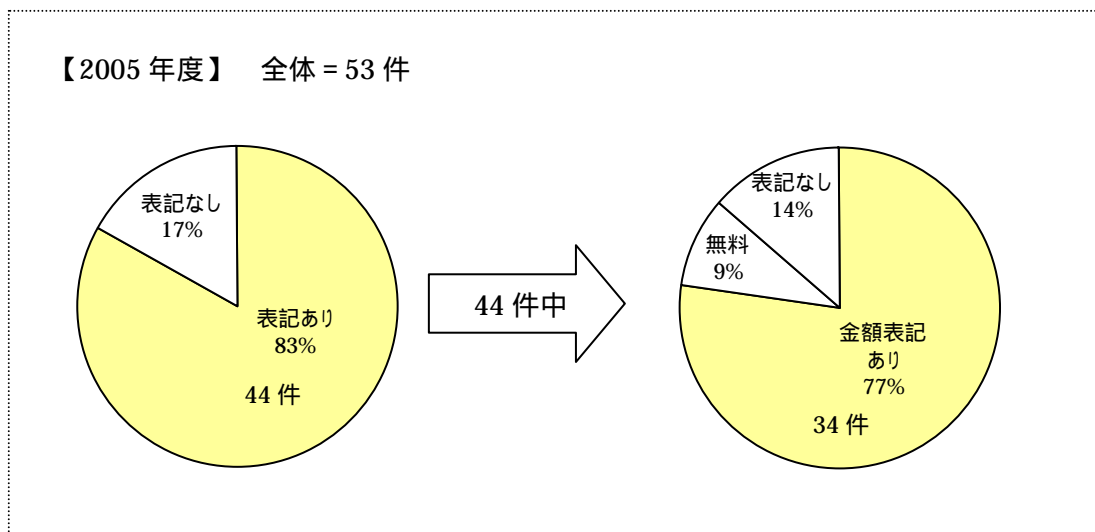 【2005 年度】 全体 = 53 件
表記なし
17%
表記あり
83%
44 件
44 件中
表記なし
14%
無料
9%
金額表記
あり
77%
34 件